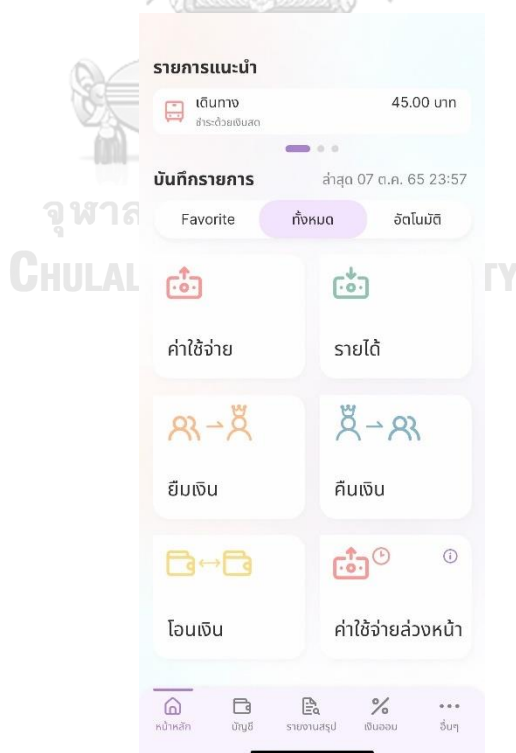 รายการแนะนำ
เดินทาง 45.00 บาท
ชำระด้วยเงินสด
บันทึกรายการ ล่าสุด 07 ต.ค. 65 23:57
Favorite ทั้งหมด อัตโนมัติ
จุฬาล
CHULAL TY
ค่าใช้จ่าย รายได้
ยืมเงิน คืนเงิน
โอนเงิน ค่าใช้จ่ายล่วงหน้า
หน้าหลัก บัญชี รายงานสรุป เงินออม อื่นๆ